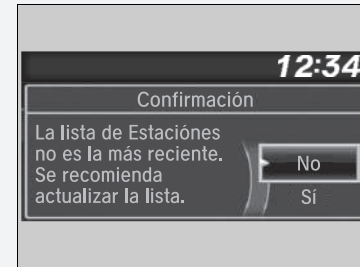 12:34
Confirmación
La lista de Estaciónes
no es la más reciente.
Se recomienda
actualizar la lista.
No
Sí